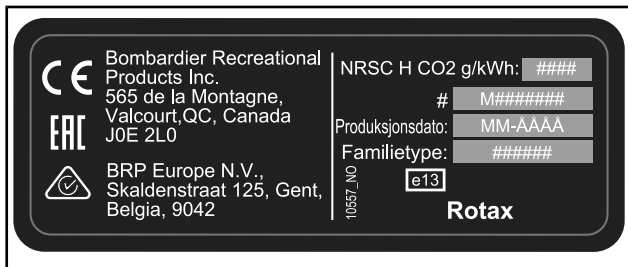 CE
EAC
Bombardier Recreational
Products Inc.
565 de la Montagne,
Valcourt,QC, Canada
J0E 2L0
BRP Europe N.V.,
Skaldenstraat 125, Gent,
Belgia, 9042
NRSC H CO2 g/kWh: ####
# M#######
Produksjonsdato: MM-ÅÅÅÅ
Familietype: ######
10557_NO
e13
Rotax